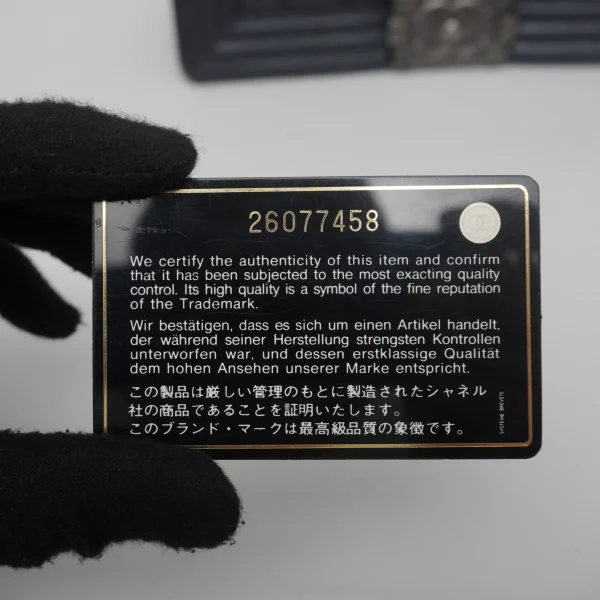 26077458
We certify the authenticity of this item and confirm
that it has been subjected to the most exacting quality
control. Its high quality is a symbol of the fine reputation
of the Trademark.
Wir bestätigen, dass es sich um einen Artikel handelt,
der während seiner Herstellung strengsten Kontrollen
unterworfen war, und dessen erstklassige Qualität
dem hohen Ansehen unserer Marke entspricht.
この製品は厳しい管理のもとに製造されたシャネル
社の商品であることを証明いたします。
このブランド・マークは最高級品質の象徴です。
SYSTEME BREVETE